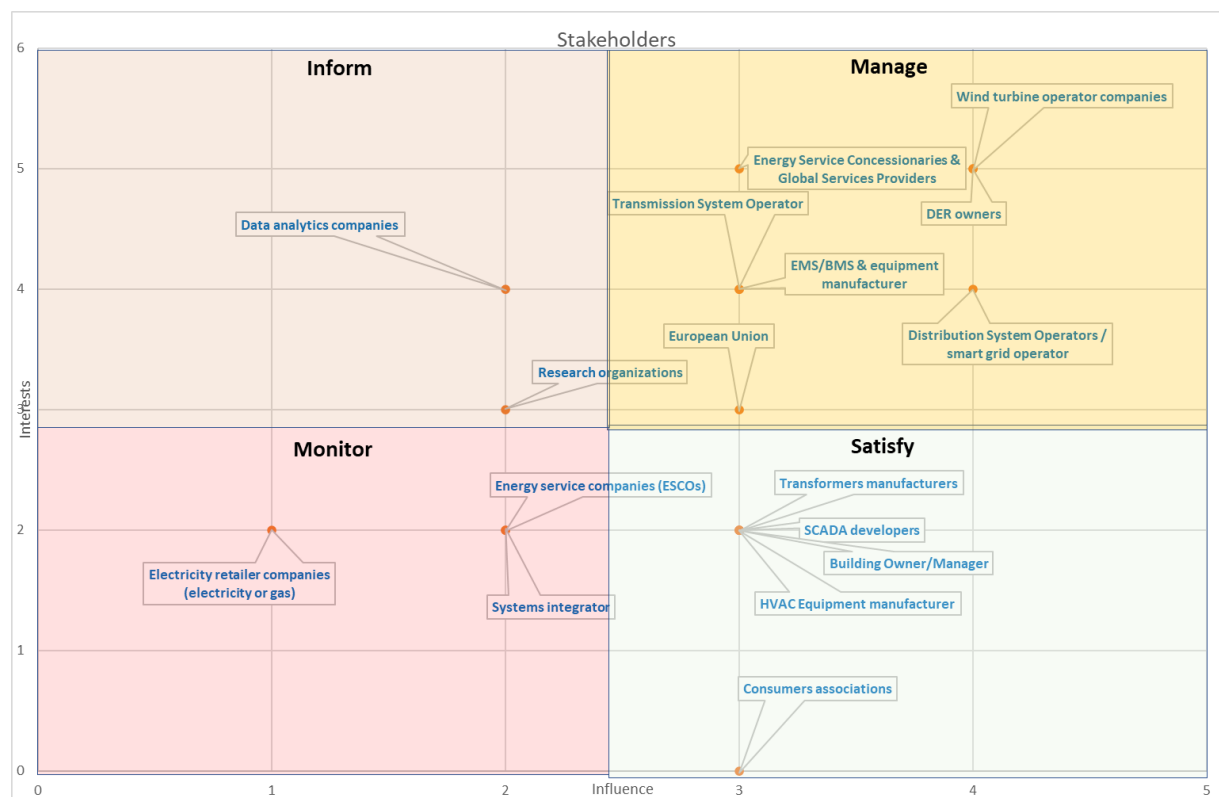 Stakeholders
6
Inform
Manage
Wind turbine operator companies
5
Energy Service Concessionaries &
Global Services Providers
Transmission System Operator
DER owners
Data analytics companies
EMS/BMS & equipment
manufacturer
4
European Union
Distribution System Operators /
smart grid operator
Research organizations
3
Interests
Monitor
Satisfy
Energy service companies (ESCOs)
Transformers manufacturers
2
SCADA developers
Building Owner/Manager
Electricity retailer companies
(electricity or gas)
Systems integrator
HVAC Equipment manufacturer
1
Consumers associations
0
0
1
2
Influence
3
4
5